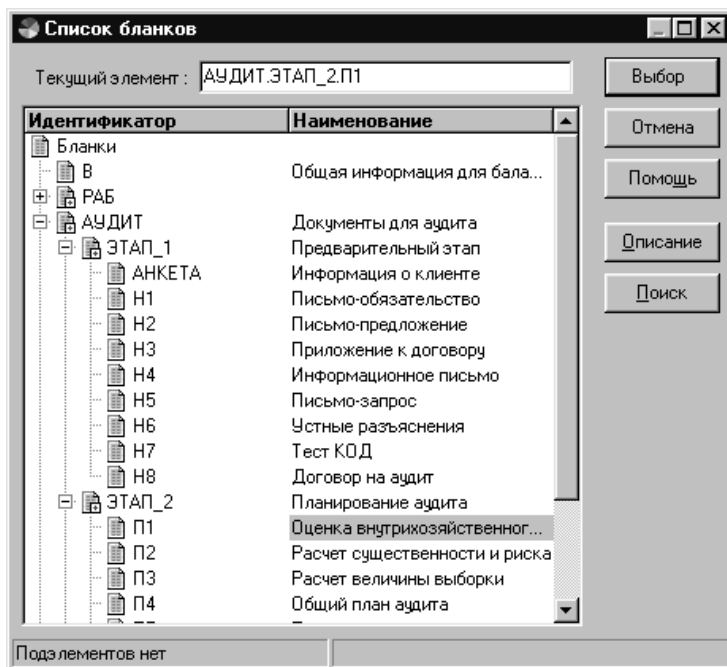 Список бланков
Текущий элемент : АУДИТ.ЭТАП_2.П1
Выбор
Идентификатор Наименование
Отмена
Бланки
В Общая информация для бала...
Помощь
РАБ
АУДИТ Документы для аудита
Описание
ЭТАП_1 Предварительный этап
АНКЕТА Информация о клиенте
Поиск
Н1 Письмо-обязательство
Н2 Письмо-предложение
Н3 Приложение к договору
Н4 Информационное письмо
Н5 Письмо-запрос
Н6 Устные разъяснения
Н7 Тест КОД
Н8 Договор на аудит
ЭТАП_2 Планирование аудита
П1 Оценка внутрихозяйственног...
П2 Расчет существенности и риска
П3 Расчет величины выборки
П4 Общий план аудита
Подэлементов нет